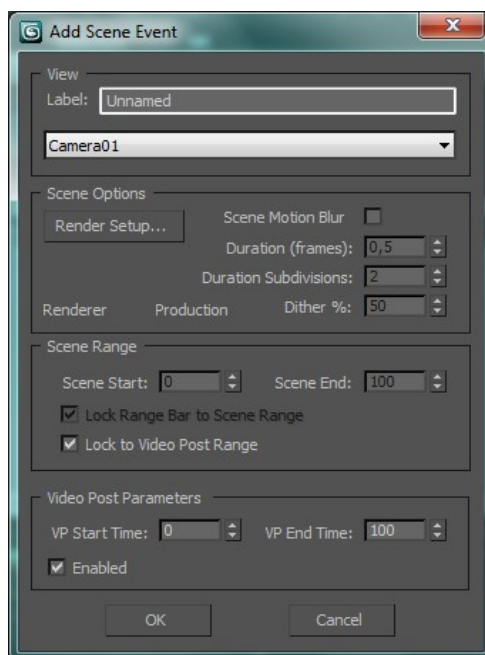 Add Scene Event
View
Label: Unnamed
Camera01
Scene Options
Render Setup... Scene Motion Blur
Duration (frames): 0,5
Duration Subdivisions: 2
Renderer Production Dither %: 50
Scene Range
Scene Start: 0 Scene End: 100
Lock Range Bar to Scene Range
Lock to Video Post Range
Video Post Parameters
VP Start Time: 0 VP End Time: 100
Enabled
OK Cancel